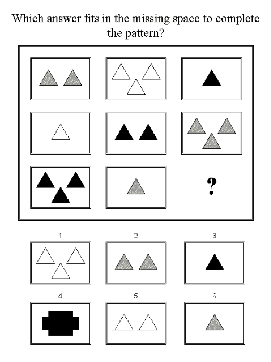 Which answer fits in the missing space to complete
the pattern?
?
1 2 3
4 5 6